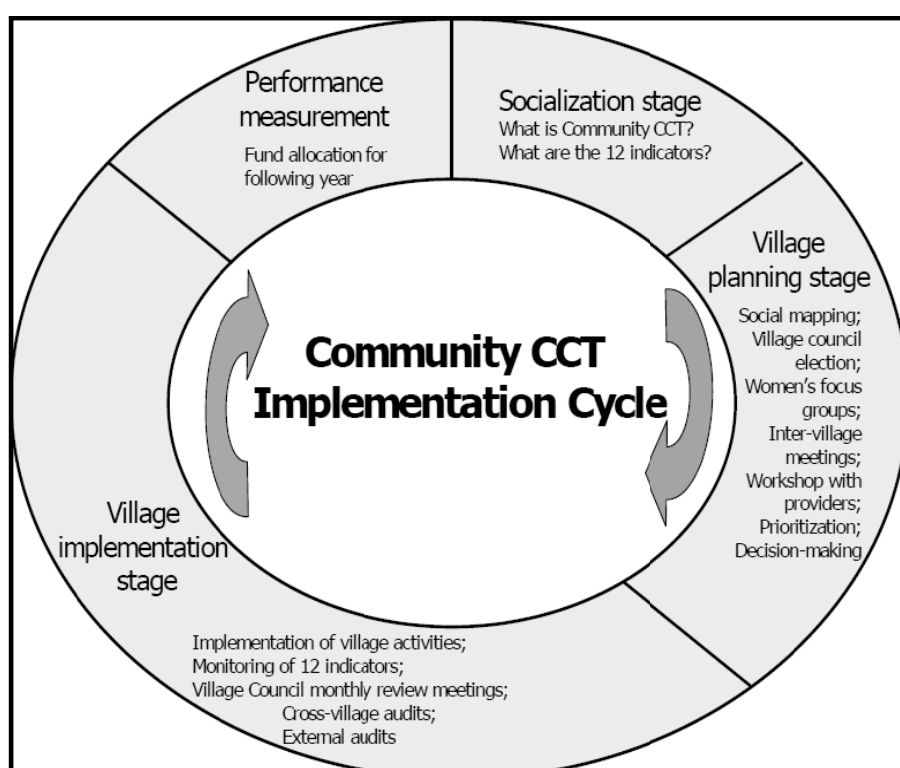 Performance
measurement
Fund allocation for
following year
Socialization stage
What is Community CCT?
What are the 12 indicators?
Village
planning stage
Social mapping;
Village council
election;
Women's focus
groups;
Inter-village
meetings;
Workshop with
providers;
Prioritization;
Decision-making
Community CCT
Implementation Cycle
Village
implementation
stage
Implementation of village activities;
Monitoring of 12 indicators;
Village Council monthly review meetings;
Cross-village audits;
External audits